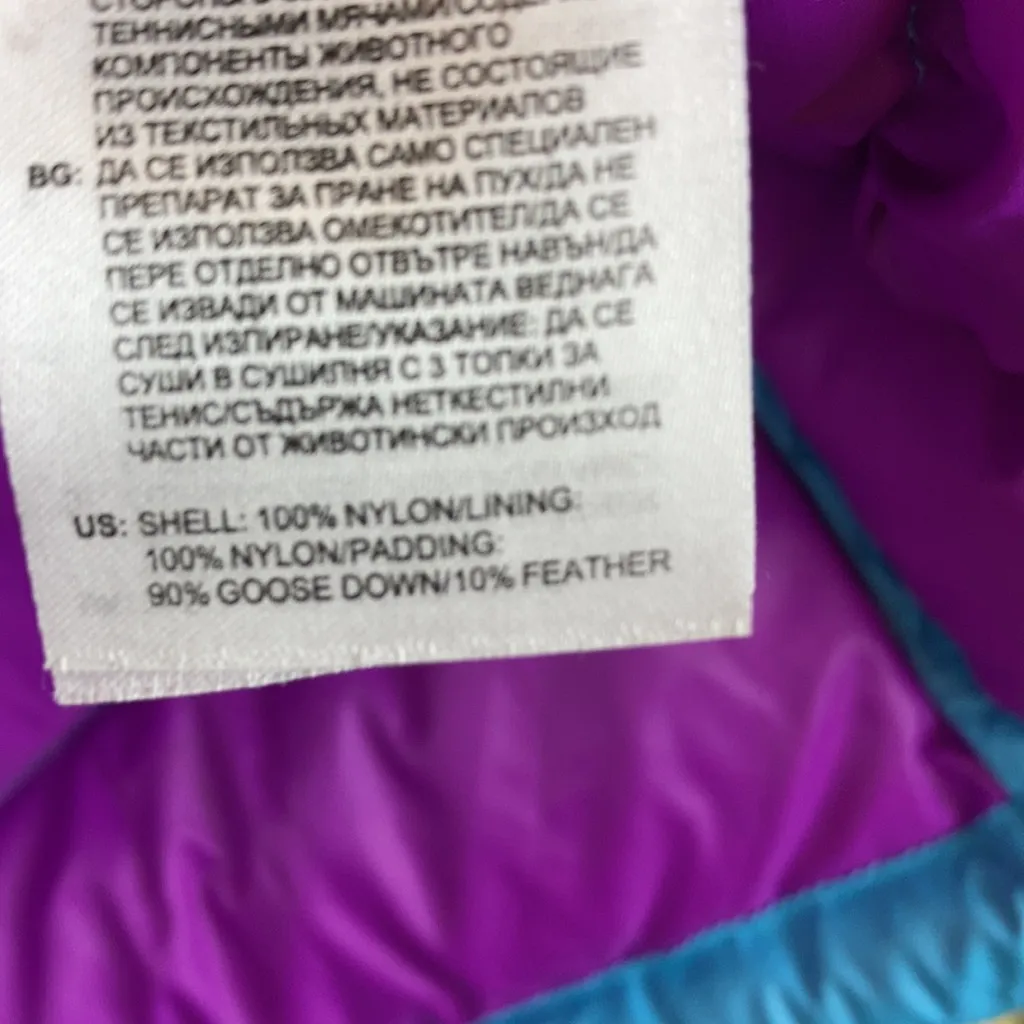 ТЕННИСНЫМИ МЯЧАМИ/
КОМПОНЕНТЫ ЖИВОТНОГО
ПРОИСХОЖДЕНИЯ, НЕ СОСТОЯЩИЕ
ИЗ ТЕКСТИЛЬНЫХ МАТЕРИАЛОВ
BG: ДА СЕ ИЗПОЛЗВА САМО СПЕЦИАЛЕН
ПРЕПАРАТ ЗА ПРАНЕ НА ПУХ/ДА НЕ
СЕ ИЗПОЛЗВА ОМЕКОТИТЕЛ/ДА СЕ
ПЕРЕ ОТДЕЛНО ОТВЪТРЕ НАВЪН/ДА
СЕ ИЗВАДИ ОТ МАШИНАТА ВЕДНАГА
СЛЕД ИЗПИРАНЕ/УКАЗАНИЕ: ДА СЕ
СУШИ В СУШИЛНЯ С 3 ТОПКИ ЗА
ТЕНИС/СЪДЪРЖА НЕТКЕСТИЛНИ
ЧАСТИ ОТ ЖИВОТИНСКИ ПРОИЗХОД
US: SHELL: 100% NYLON/LINING:
100% NYLON/PADDING:
90% GOOSE DOWN/10% FEATHER